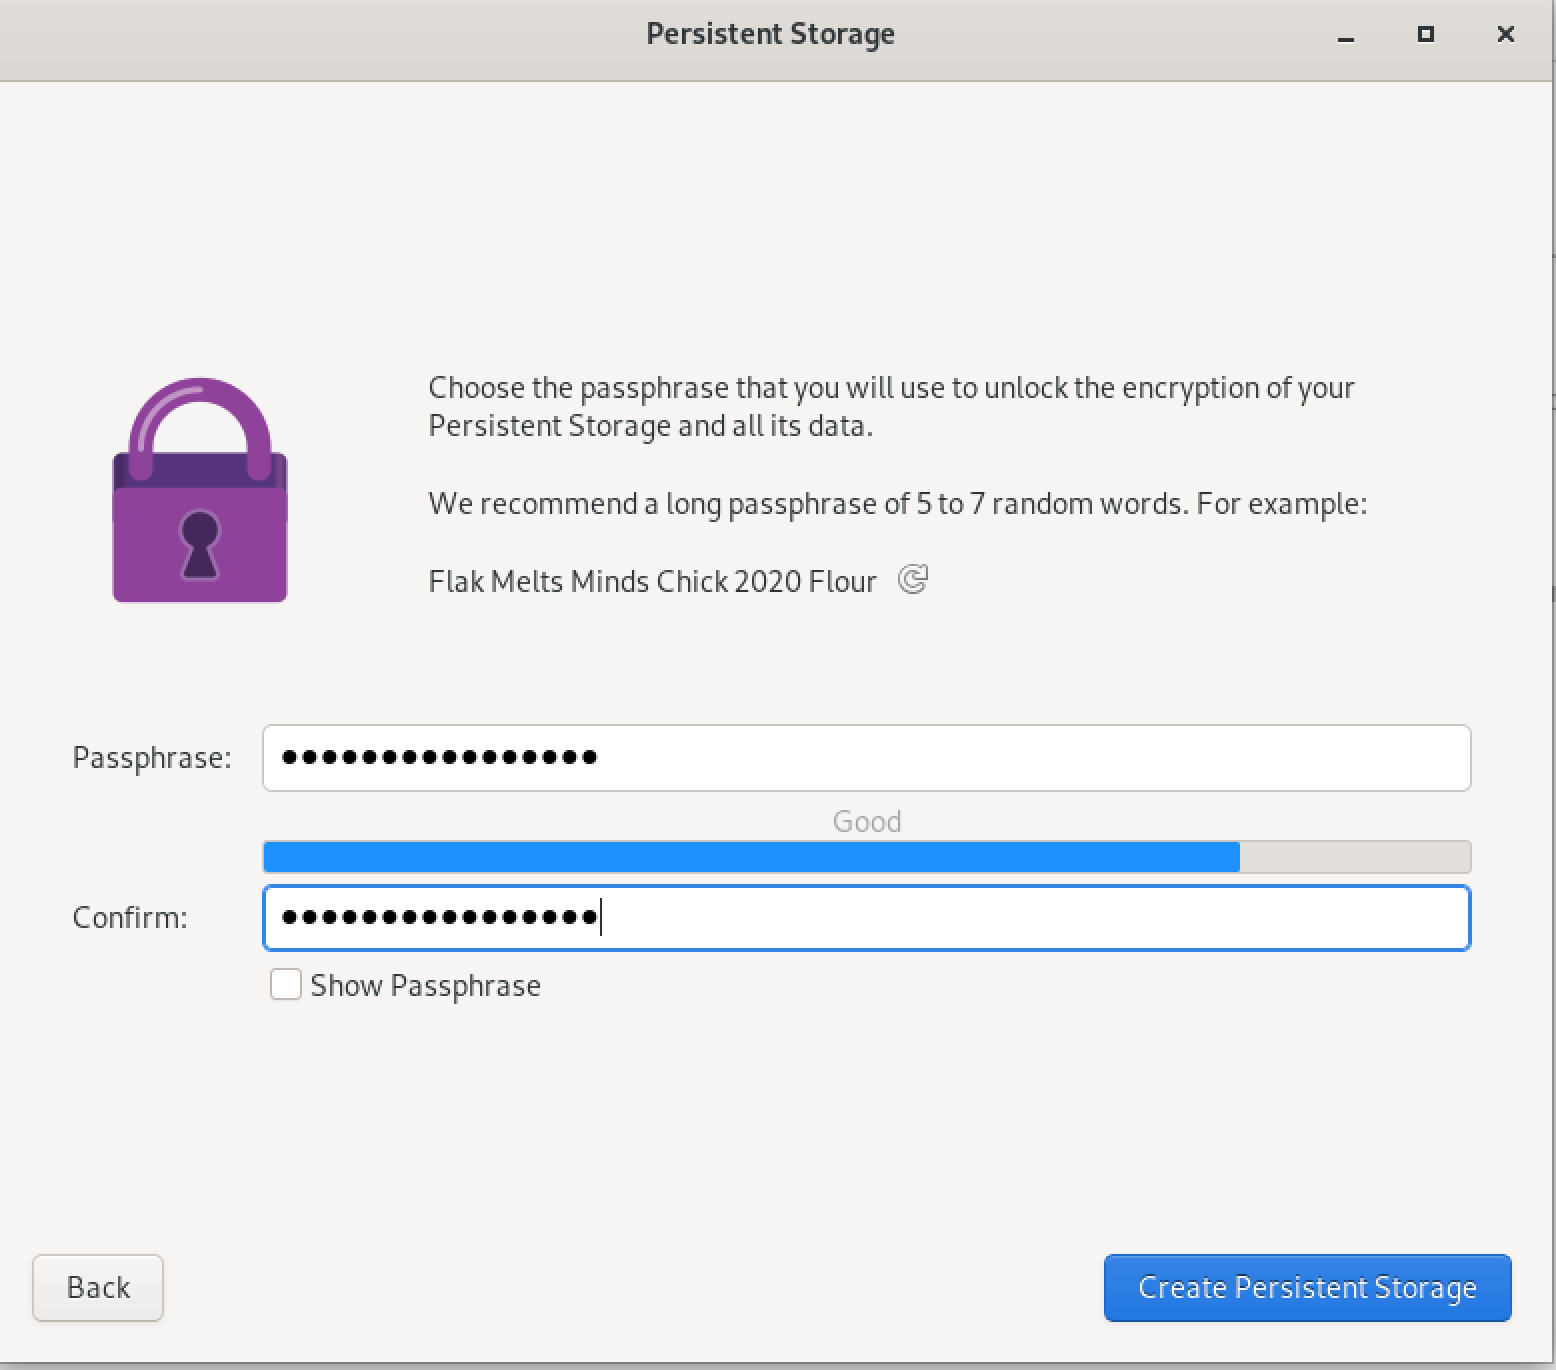 Persistent Storage
Choose the passphrase that you will use to unlock the encryption of your
Persistent Storage and all its data.
We recommend a long passphrase of 5 to 7 random words. For example:
Flak Melts Minds Chick 2020 Flour
Passphrase: ●●●●●●●●●●●●●●●●
Good
Confirm: ●●●●●●●●●●●●●●●●
Show Passphrase
Back
Create Persistent Storage